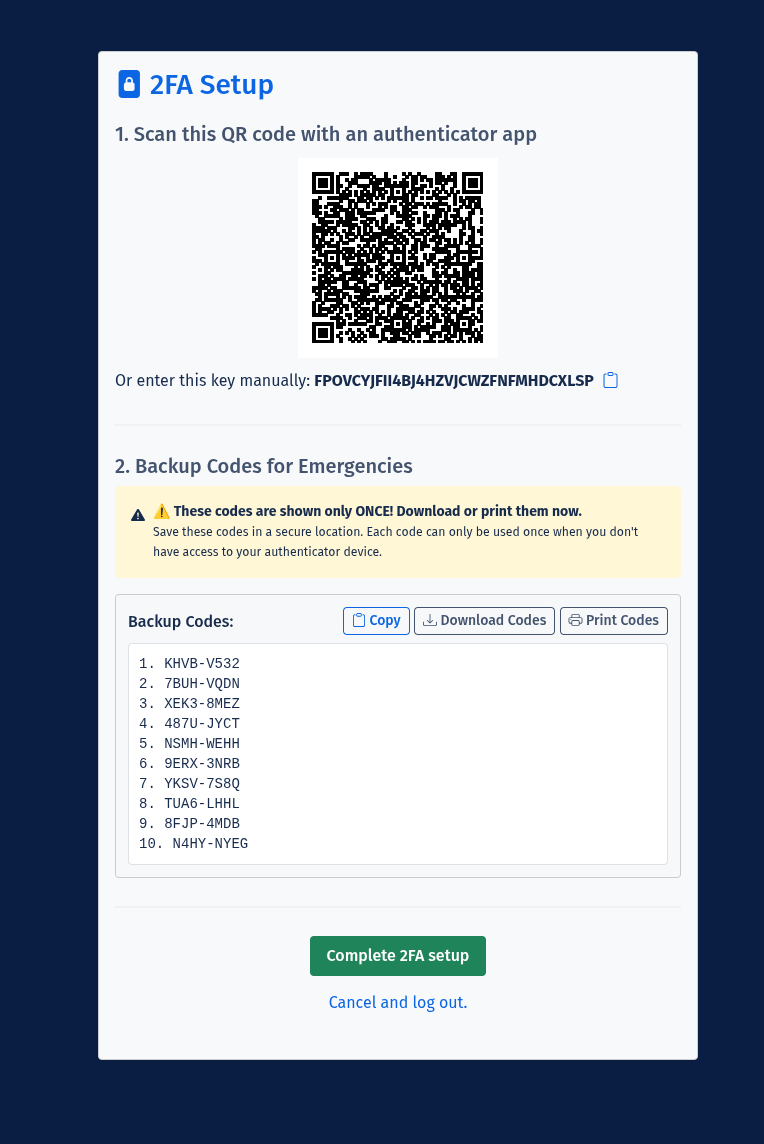 2FA Setup
1. Scan this QR code with an authenticator app
Or enter this key manually: FPOVCYJFII4BJ4HZVJCWZFNFMHDCXLSP
2. Backup Codes for Emergencies
⚠️ These codes are shown only ONCE! Download or print them now.
Save these codes in a secure location. Each code can only be used once when you don't
have access to your authenticator device.
Backup Codes: Copy Download Codes Print Codes
1. KHVB-V532
2. 7BUH-VQDN
3. XEK3-8MEZ
4. 487U-JYCT
5. NSMH-WEHH
6. 9ERX-3NRB
7. YKSV-7S8Q
8. TUA6-LHHL
9. 8FJP-4MDB
10. N4HY-NYEG
Complete 2FA setup
Cancel and log out.